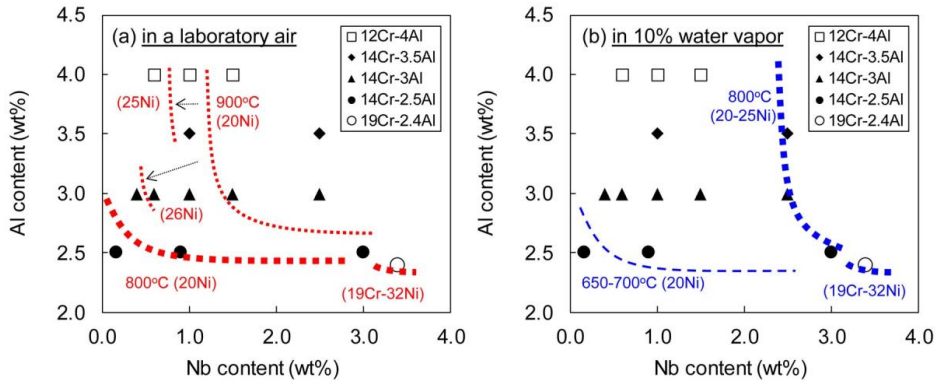 (a) in a laboratory air
□ 12Cr-4Al
◆ 14Cr-3.5Al
▲ 14Cr-3Al
● 14Cr-2.5Al
○ 19Cr-2.4Al
(25Ni)
900°C
(20Ni)
(26Ni)
800°C (20Ni)
(19Cr-32Ni)
4.5
4.0
3.5
3.0
2.5
2.0
0.0 1.0 2.0 3.0 4.0
Al content (wt%)
Nb content (wt%)
(b) in 10% water vapor
□ 12Cr-4Al
◆ 14Cr-3.5Al
▲ 14Cr-3Al
● 14Cr-2.5Al
○ 19Cr-2.4Al
800°C
(20-25Ni)
650-700°C (20Ni)
(19Cr-32Ni)
4.5
4.0
3.5
3.0
2.5
2.0
0.0 1.0 2.0 3.0 4.0
Al content (wt%)
Nb content (wt%)